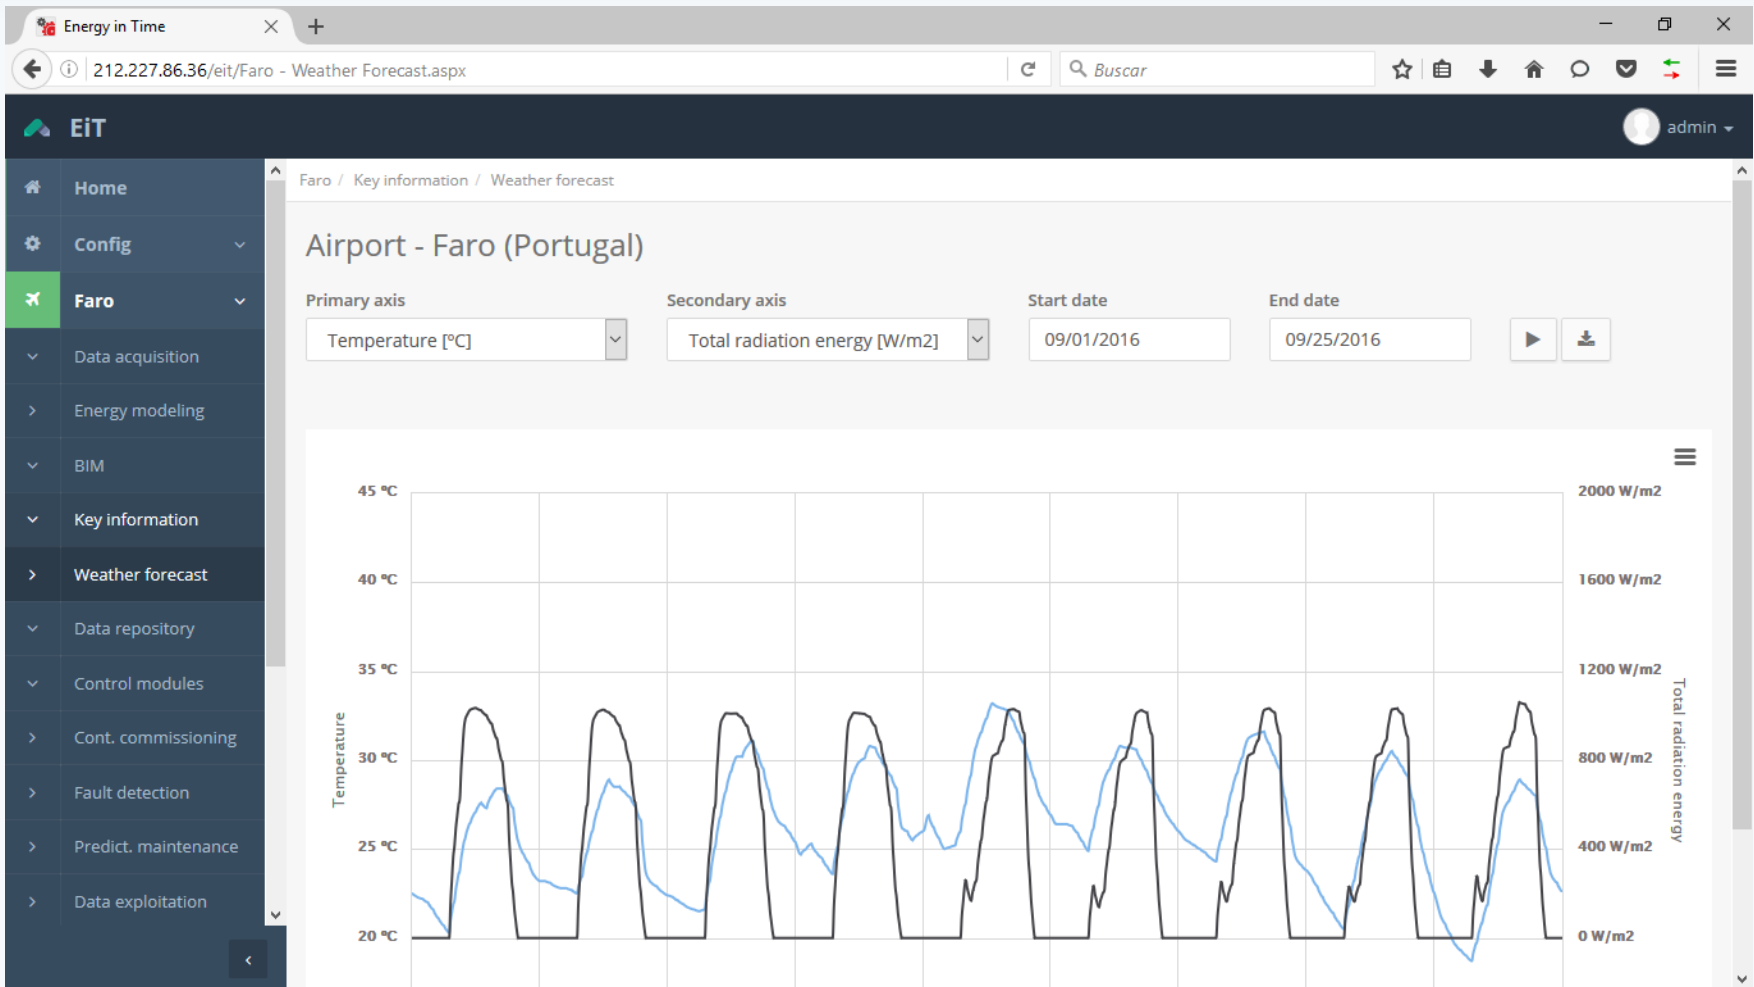 Energy in Time
212.227.86.36/eit/Faro - Weather Forecast.aspx
Buscar
EiT
admin
Home
Config
Faro
Data acquisition
Energy modeling
BIM
Key information
Weather forecast
Data repository
Control modules
Cont. commissioning
Fault detection
Predict. maintenance
Data exploitation
Faro / Key information / Weather forecast
Airport - Faro (Portugal)
Primary axis
Secondary axis
Start date
End date
Temperature [ºC]
Total radiation energy [W/m2]
09/01/2016
09/25/2016
45 ºC
40 ºC
35 ºC
30 ºC
25 ºC
20 ºC
Temperature
2000 W/m2
1600 W/m2
1200 W/m2
800 W/m2
400 W/m2
0 W/m2
Total radiation energy